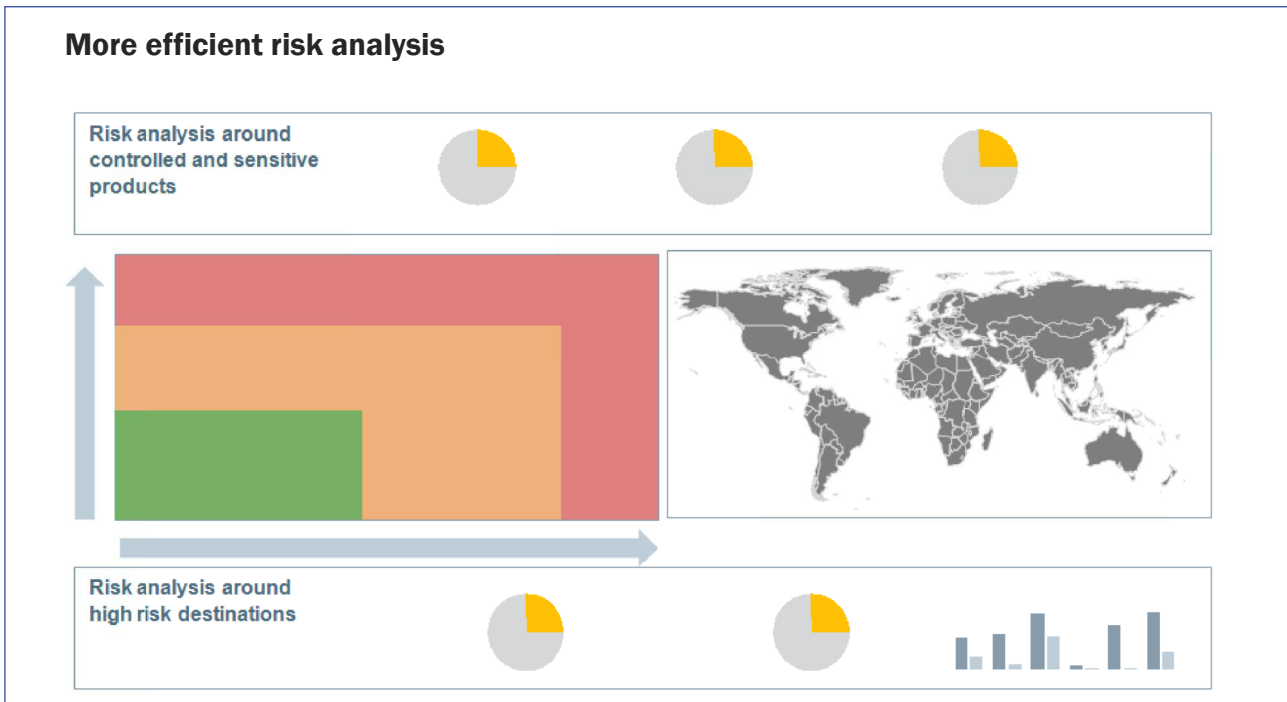 More efficient risk analysis
Risk analysis around
controlled and sensitive
products
Risk analysis around
high risk destinations